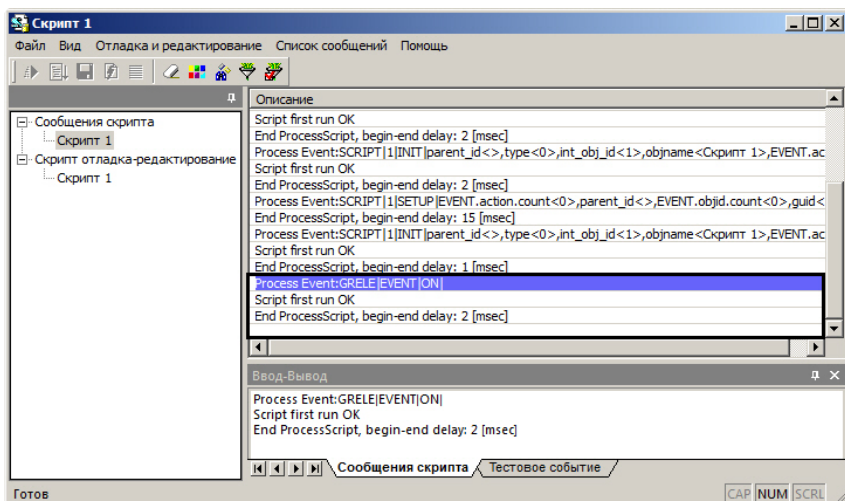 Скрипт 1
Файл Вид Отладка и редактирование Список сообщений Помощь
Сообщения скрипта
Скрипт 1
Скрипт отладка-редактирование
Скрипт 1
Описание
Script first run OK
End ProcessScript, begin-end delay: 2 [msec]
Process Event:SCRIPT|1|INIT|parent_id<>,type<0>,int_obj_id<1>,objname<Скрипт 1>,EVENT.ac
Script first run OK
End ProcessScript, begin-end delay: 2 [msec]
Process Event:SCRIPT|1|SETUP|EVENT.action.count<0>,parent_id<>,EVENT.objid.count<0>,guid<
End ProcessScript, begin-end delay: 15 [msec]
Process Event:SCRIPT|1|INIT|parent_id<>,type<0>,int_obj_id<1>,objname<Скрипт 1>,EVENT.ac
Script first run OK
End ProcessScript, begin-end delay: 1 [msec]
Process Event:GRELE|EVENT|ON|
Script first run OK
End ProcessScript, begin-end delay: 2 [msec]
Ввод-Вывод
Process Event:GRELE|EVENT|ON|
Script first run OK
End ProcessScript, begin-end delay: 2 [msec]
Сообщения скрипта Тестовое событие
Готов CAP NUM SCRL